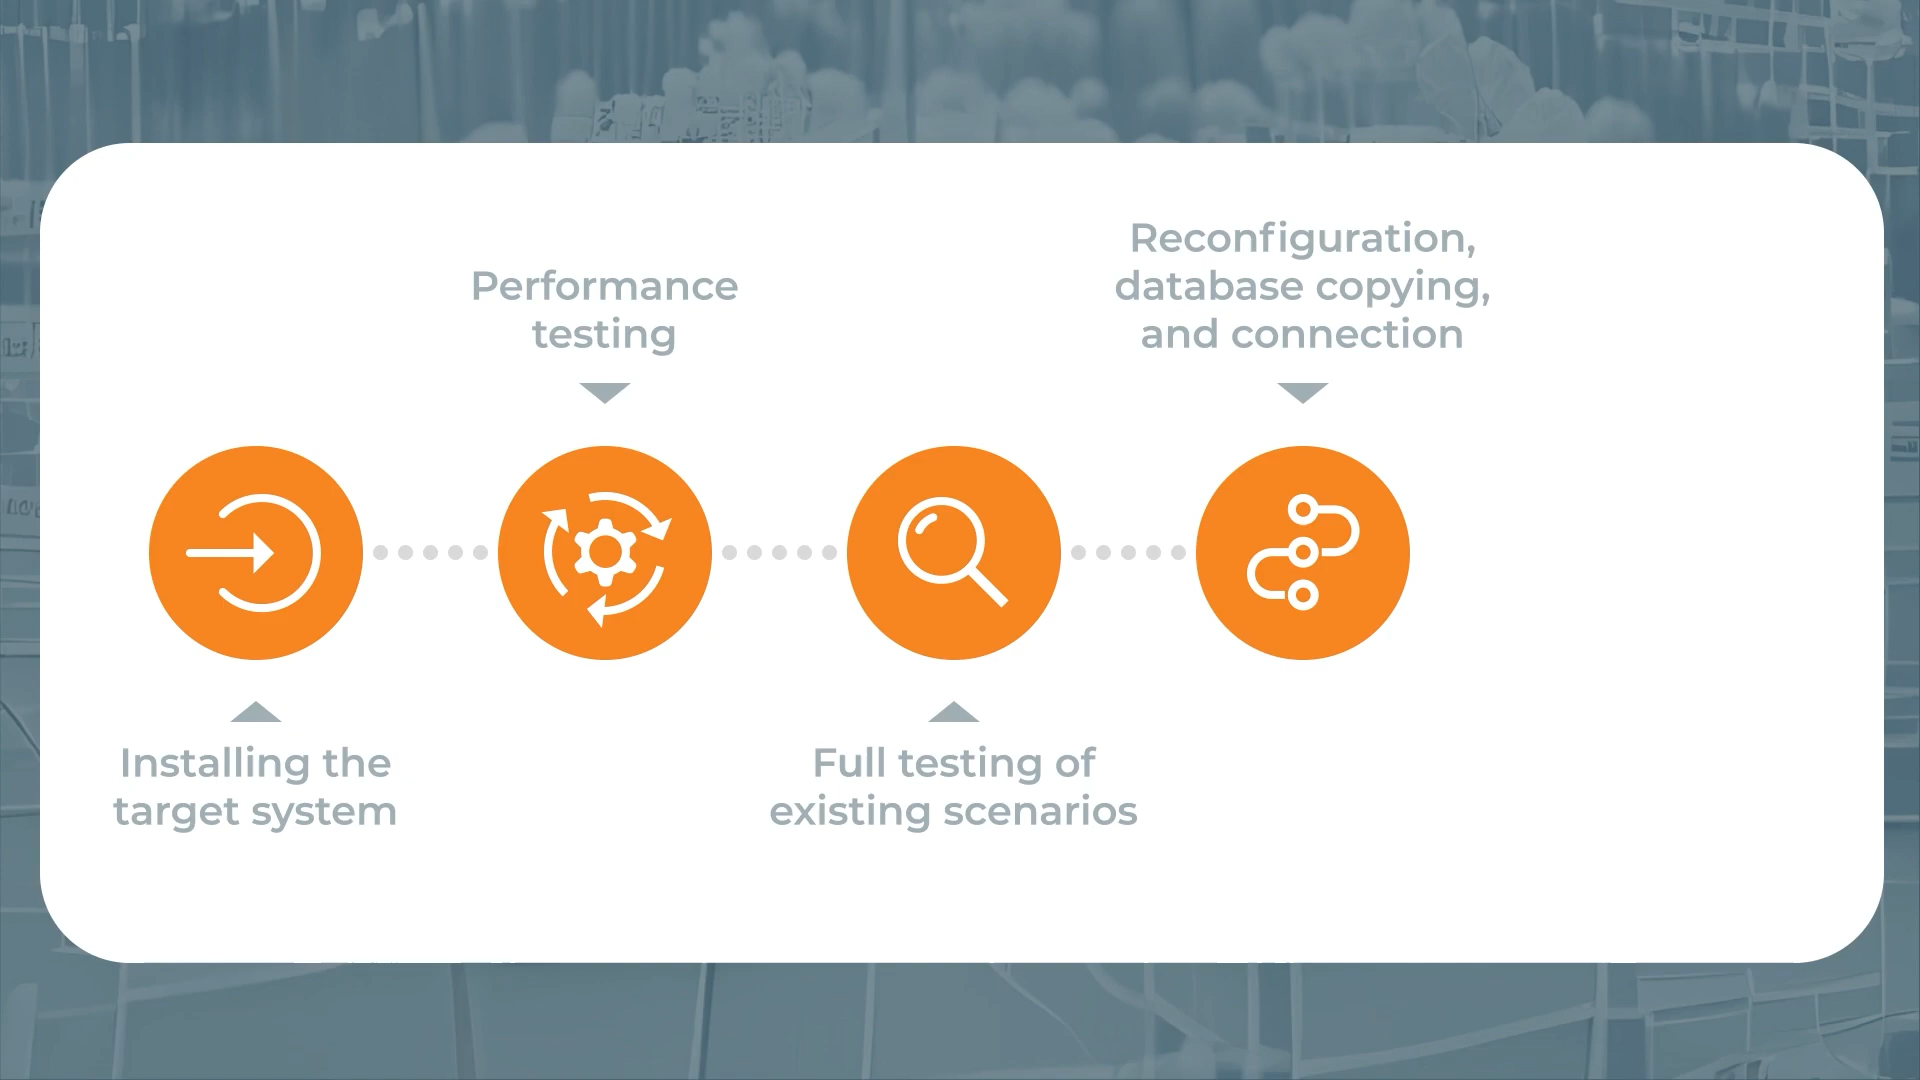 Installing the
target system
Performance
testing
Full testing of
existing scenarios
Reconfiguration,
database copying,
and connection